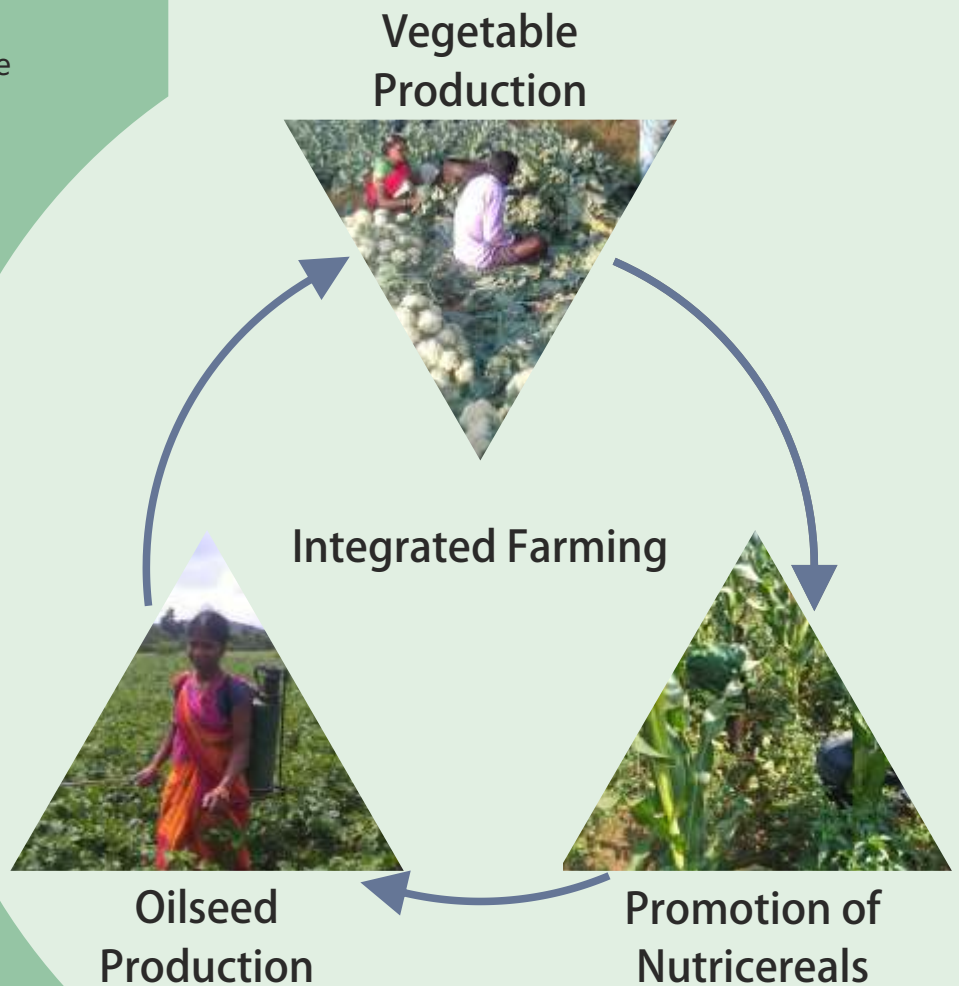 e
Vegetable
Production
Integrated Farming
Oilseed
Production
Promotion of
Nutricereals